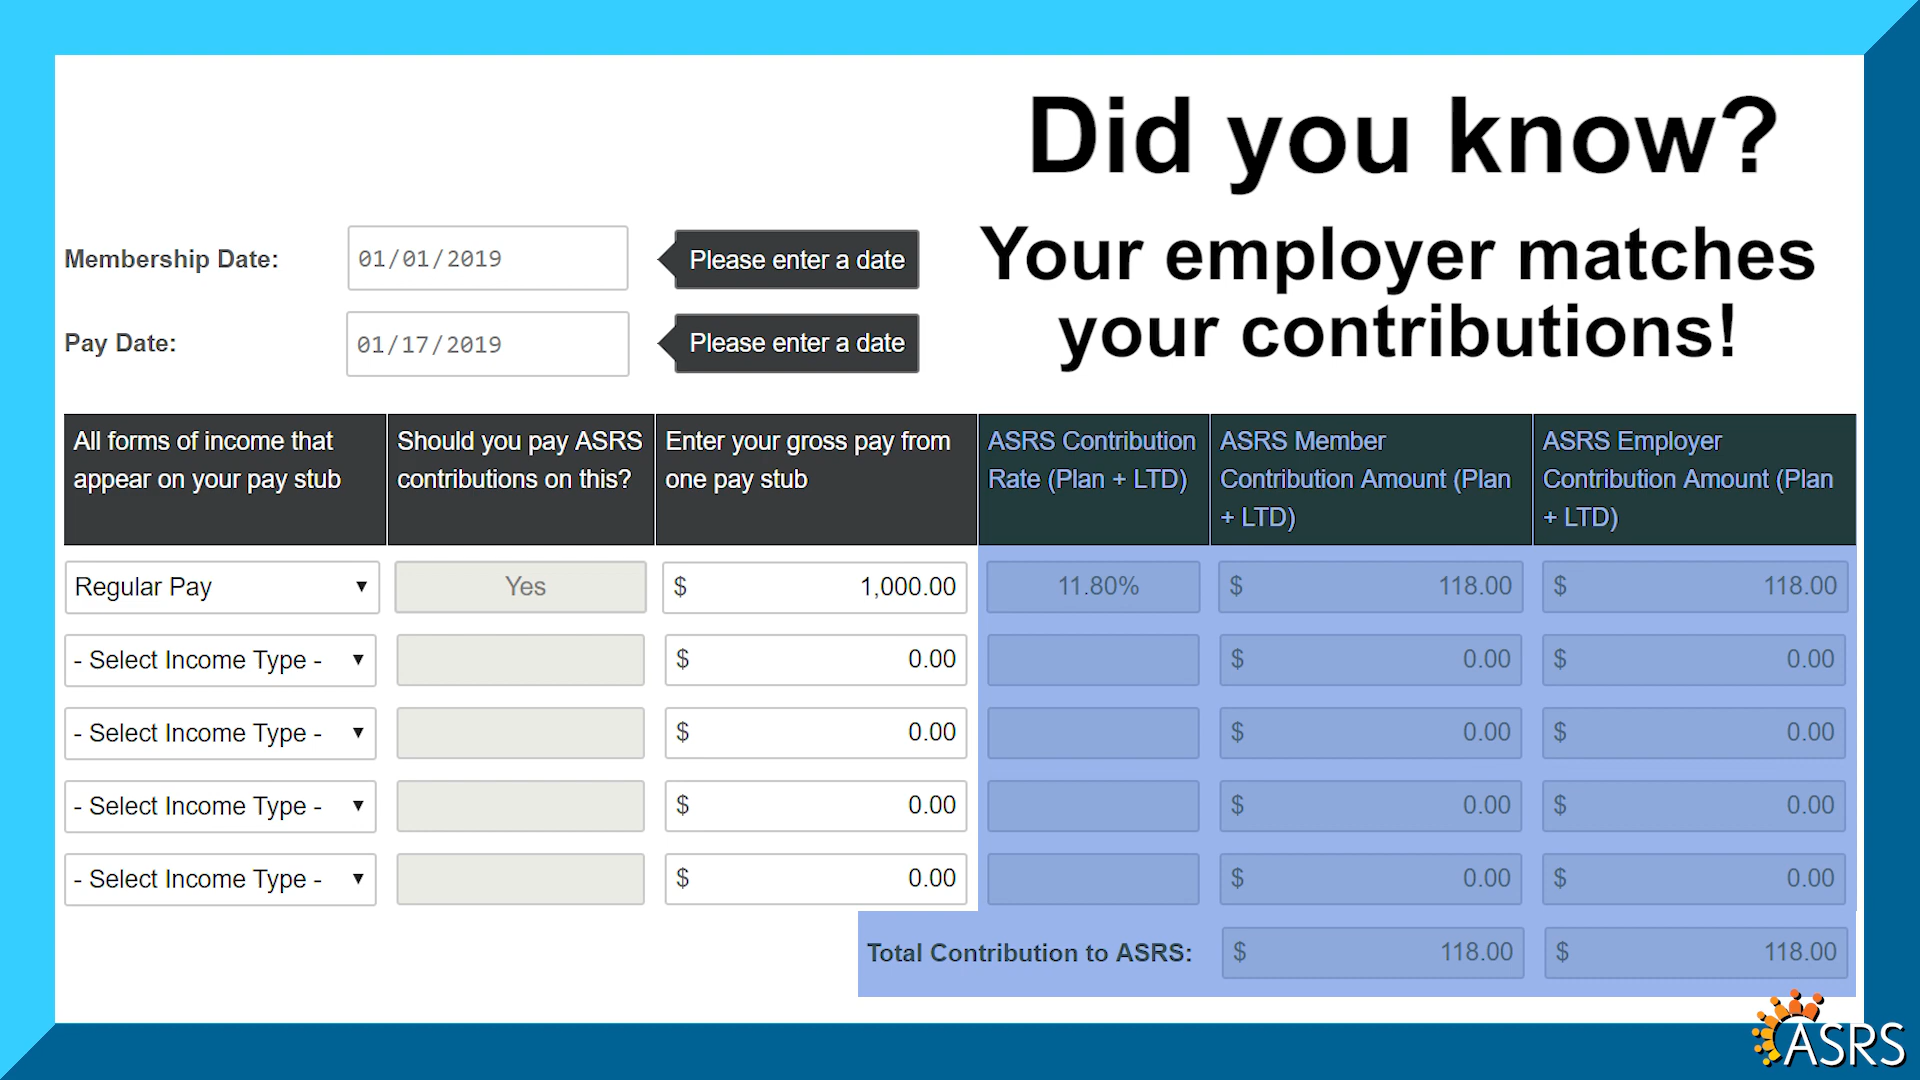 Did you know?
Your employer matches
your contributions!
Membership Date: 01/01/2019 Please enter a date
Pay Date: 01/17/2019 Please enter a date
All forms of income that appear on your pay stub
Should you pay ASRS contributions on this?
Enter your gross pay from one pay stub
ASRS Contribution Rate (Plan + LTD)
ASRS Member Contribution Amount (Plan + LTD)
ASRS Employer Contribution Amount (Plan + LTD)
Regular Pay Yes $ 1,000.00 11.80% $ 118.00 $ 118.00
- Select Income Type - $ 0.00 $ 0.00 $ 0.00
- Select Income Type - $ 0.00 $ 0.00 $ 0.00
- Select Income Type - $ 0.00 $ 0.00 $ 0.00
- Select Income Type - $ 0.00 $ 0.00 $ 0.00
Total Contribution to ASRS: $ 118.00 $ 118.00
ASRS